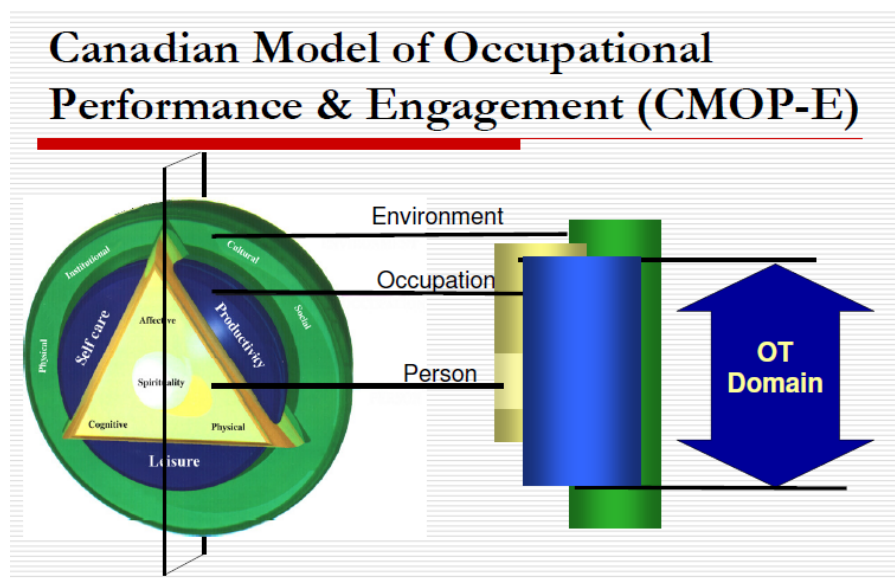 Canadian Model of Occupational
Performance & Engagement (CMOP-E)
Environment
Occupation
Person
Institutional
Cultural
Physical
Social
Self care
Productivity
Affective
Spirituality
Cognitive
Physical
Leisure
OT
Domain